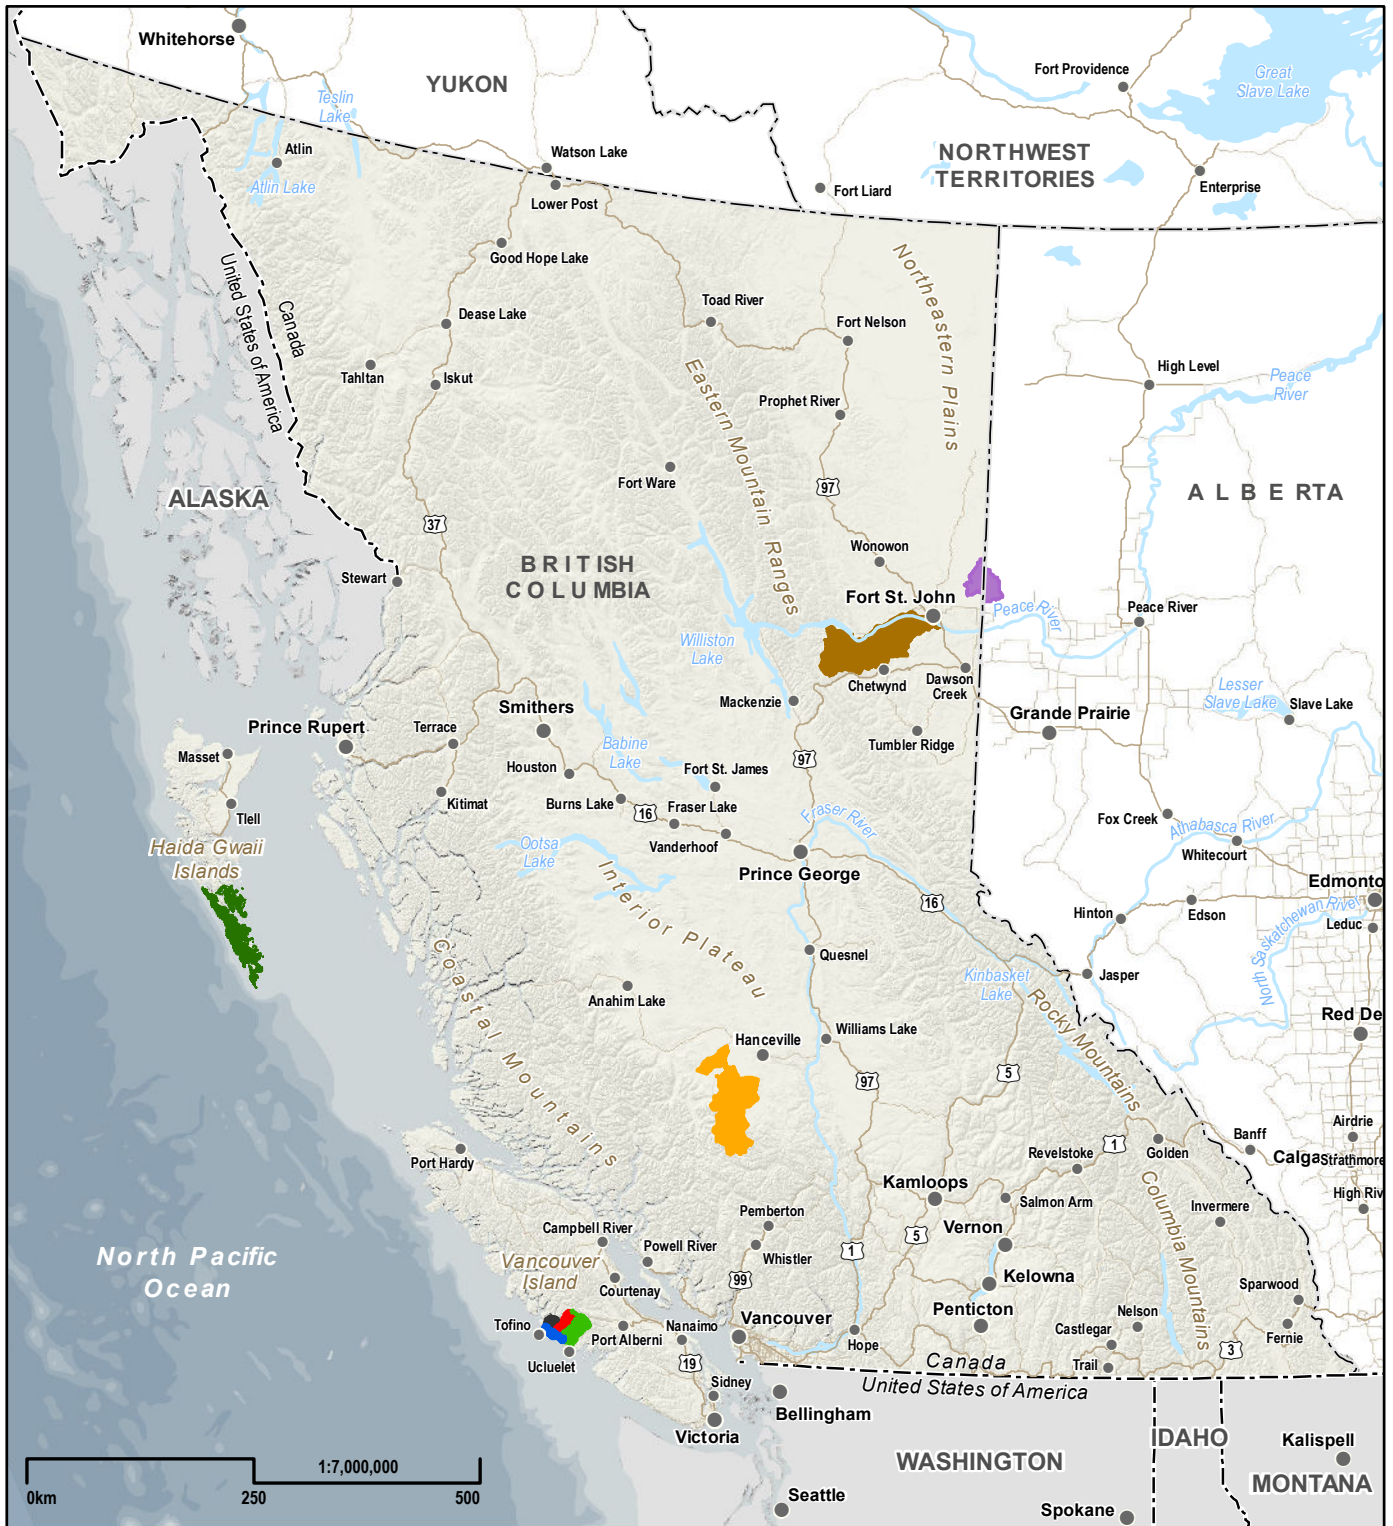 Whitehorse
YUKON
Fort Providence
Great
Slave Lake
Teslin
Lake
Atlin
Atlin Lake
Watson Lake
Lower Post
NORTHWEST
TERRITORIES
Fort Liard
Enterprise
Good Hope Lake
Northeastern Plains
United States of America
Canada
Dease Lake
Toad River
Fort Nelson
Tahltan
Iskut
High Level
Peace
River
Eastern Mountain Ranges
Prophet River
Fort Ware
97
ALASKA
ALBERTA
37
Wonowon
BRITISH
COLUMBIA
Stewart
Fort St. John
Peace River
Peace River
Williston
Lake
Chetwynd
Dawson
Creek
Mackenzie
Lesser
Slave Lake
Slave Lake
Grande Prairie
Smithers
Prince Rupert
Terrace
Tumbler Ridge
Masset
Babine
Lake
97
Houston
Fort St. James
Kitimat
Burns Lake
Fraser Lake
16
Tlell
Fraser River
Fox Creek
Athabasca River
Haida Gwaii
Islands
Ootsa
Lake
Vanderhoof
Whitecourt
Interior Plateau
Prince George
Edmonto
16
Hinton
Edson
North Saskatchewan River
Leduc
Coastal Mountains
Quesnel
Kinbasket
Lake
Jasper
Anahim Lake
Rocky Mountains
Red De
Hanceville
Williams Lake
97
5
Airdrie
Port Hardy
1
Banff
Calga
Strathmore
Revelstoke
Golden
Kamloops
Salmon Arm
Columbia Mountains
Invermere
High Riv
Pemberton
Campbell River
Vernon
5
North Pacific
Ocean
Vancouver
Island
Powell River
Whistler
1
Courtenay
99
Kelowna
Sparwood
Penticton
Nelson
Tofino
Port Alberni
Nanaimo
Vancouver
Castlegar
Fernie
Ucluelet
19
Hope
Canada
Trail
3
United States of America
Sidney
Bellingham
Victoria
IDAHO
Kalispell
WASHINGTON
MONTANA
1:7,000,000
0km
250
500
Seattle
Spokane